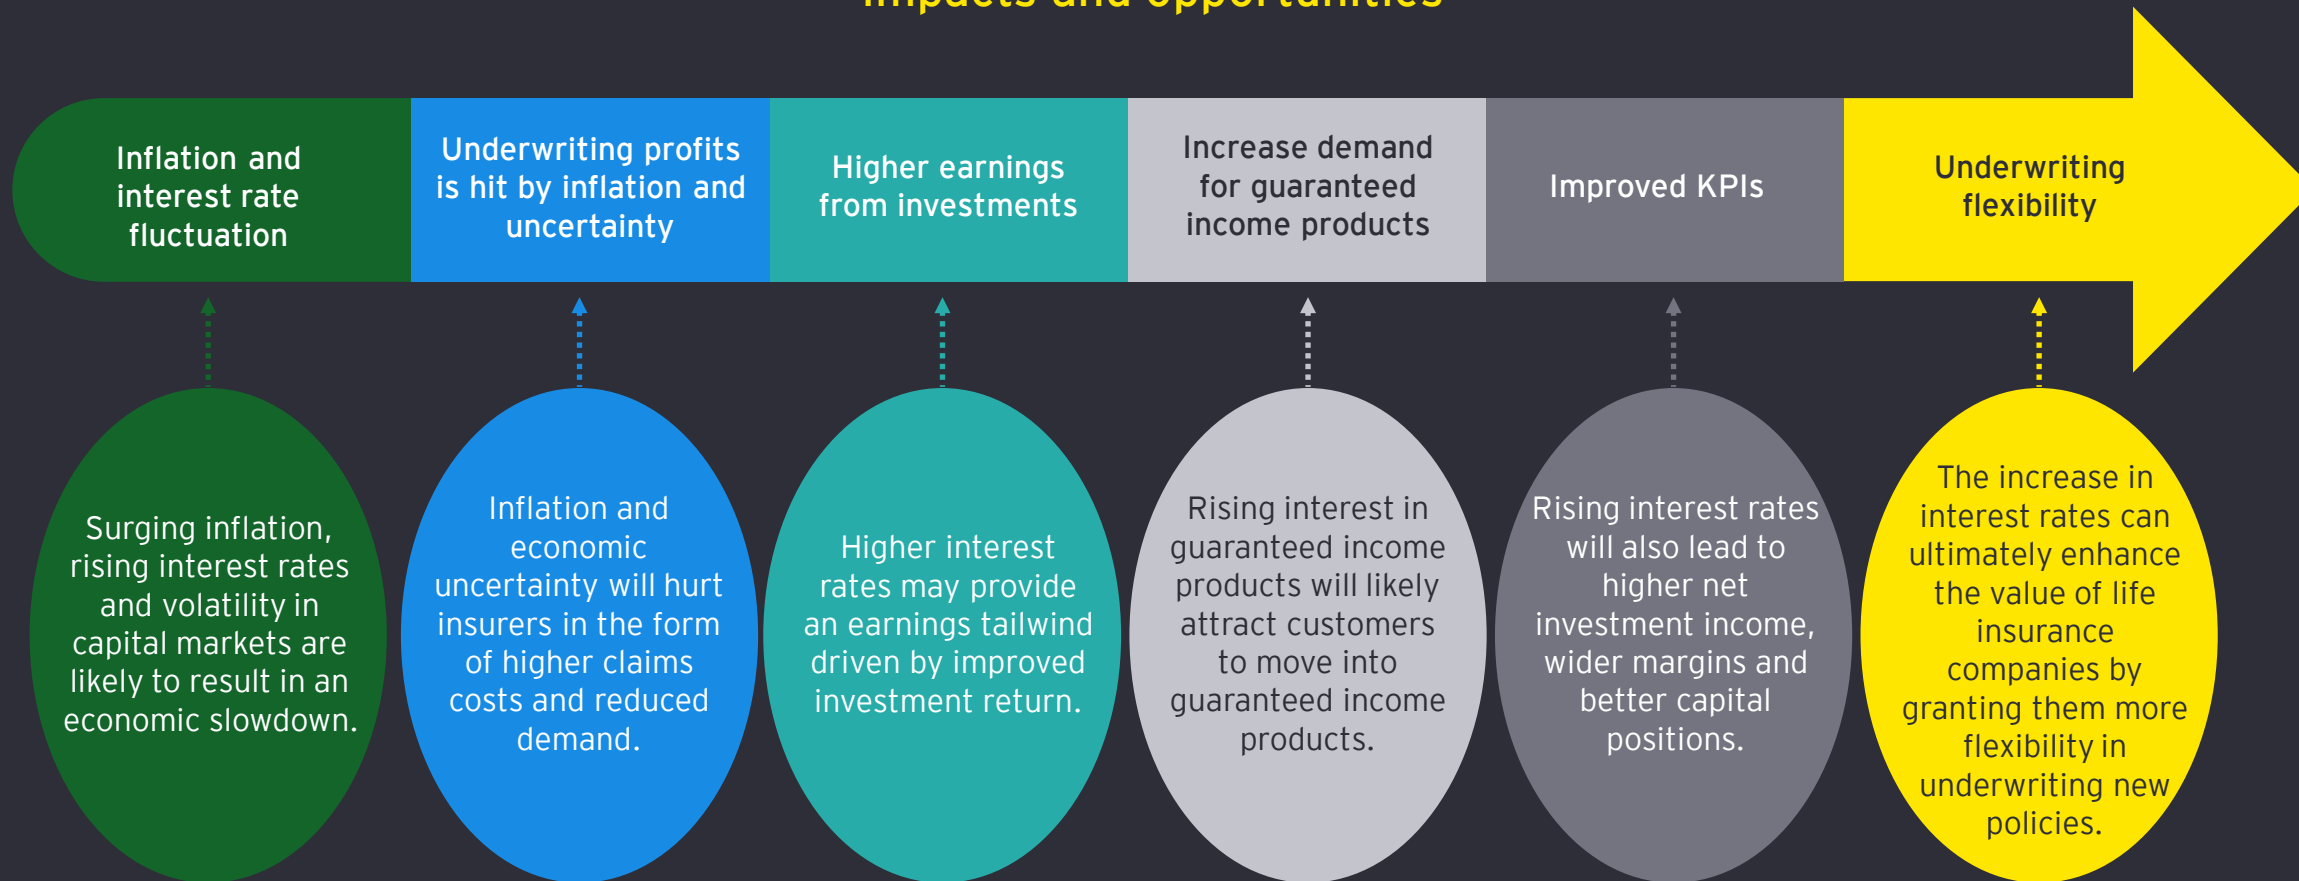 impacts and opportunities
Inflation and
interest rate
fluctuation
Underwriting profits
is hit by inflation and
uncertainty
Higher earnings
from investments
Increase demand
for guaranteed
income products
Improved KPIs
Underwriting
flexibility
Surging inflation,
rising interest rates
and volatility in
capital markets are
likely to result in an
economic slowdown.
Inflation and
economic
uncertainty will hurt
insurers in the form
of higher claims
costs and reduced
demand.
Higher interest
rates may provide
an earnings tailwind
driven by improved
investment return.
Rising interest in
guaranteed income
products will likely
attract customers
to move into
guaranteed income
products.
Rising interest rates
will also lead to
higher net
investment income,
wider margins and
better capital
positions.
The increase in
interest rates can
ultimately enhance
the value of life
insurance
companies by
granting them more
flexibility in
underwriting new
policies.